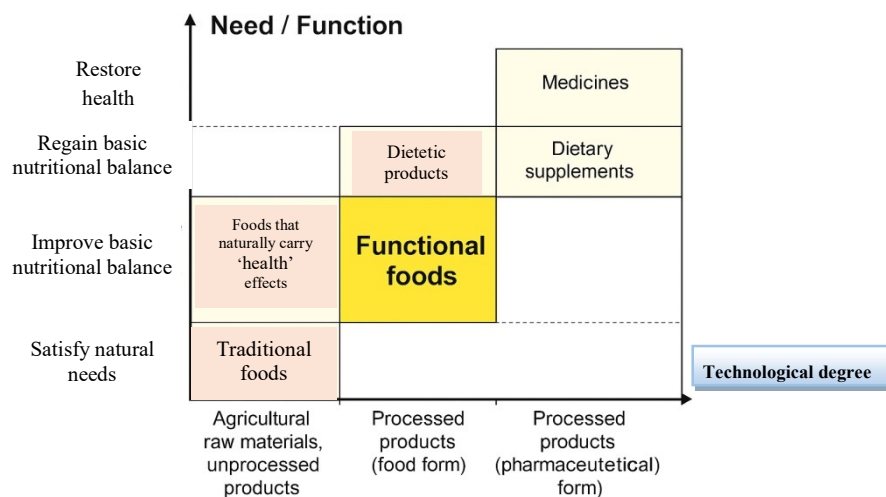 Need / Function
Restore
health
Medicines
Regain basic
nutritional balance
Dietetic
products
Dietary
supplements
Improve basic
nutritional balance
Foods that
naturally carry
‘health’
effects
Functional
foods
Satisfy natural
needs
Traditional
foods
Technological degree
Agricultural
raw materials,
unprocessed
products
Processed
products
(food form)
Processed
products
(pharmaceutetical)
form)